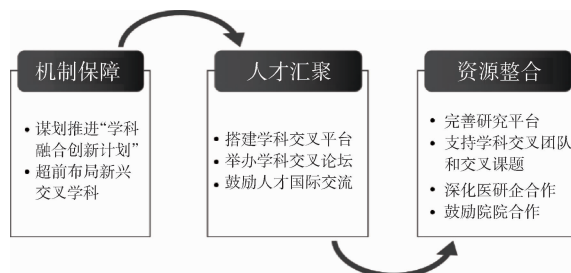 机制保障
• 谋划推进“学科
融合创新计划”
• 超前布局新兴
交叉学科
人才汇聚
• 搭建学科交叉平台
• 举办学科交叉论坛
• 鼓励人才国际交流
资源整合
• 完善研究平台
• 支持学科交叉团队
和交叉课题
• 深化医研企合作
• 鼓励院院合作